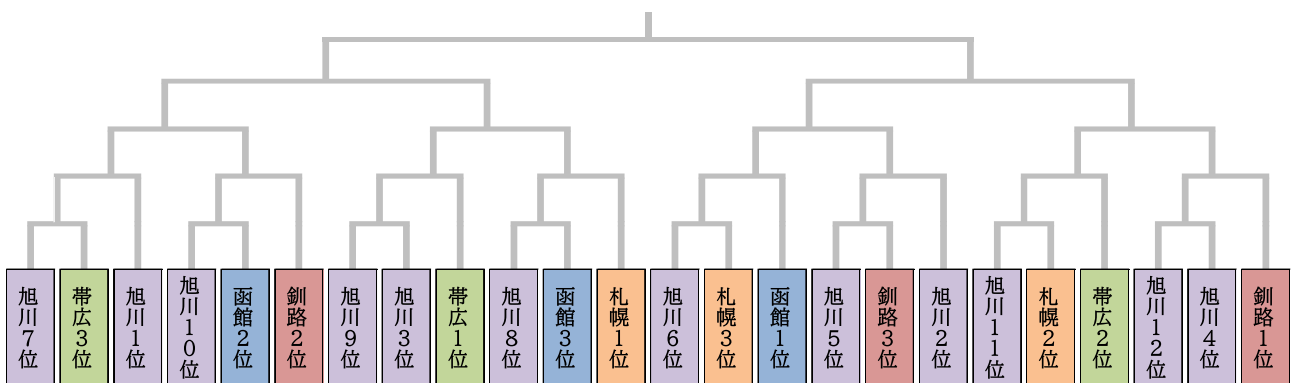 旭川７位
帯広３位
旭川１位
旭川１０位
函館２位
釧路２位
旭川９位
旭川３位
帯広１位
旭川８位
函館３位
札幌１位
旭川６位
札幌３位
函館１位
旭川５位
釧路３位
旭川２位
旭川１１位
札幌２位
帯広２位
旭川１２位
旭川４位
釧路１位